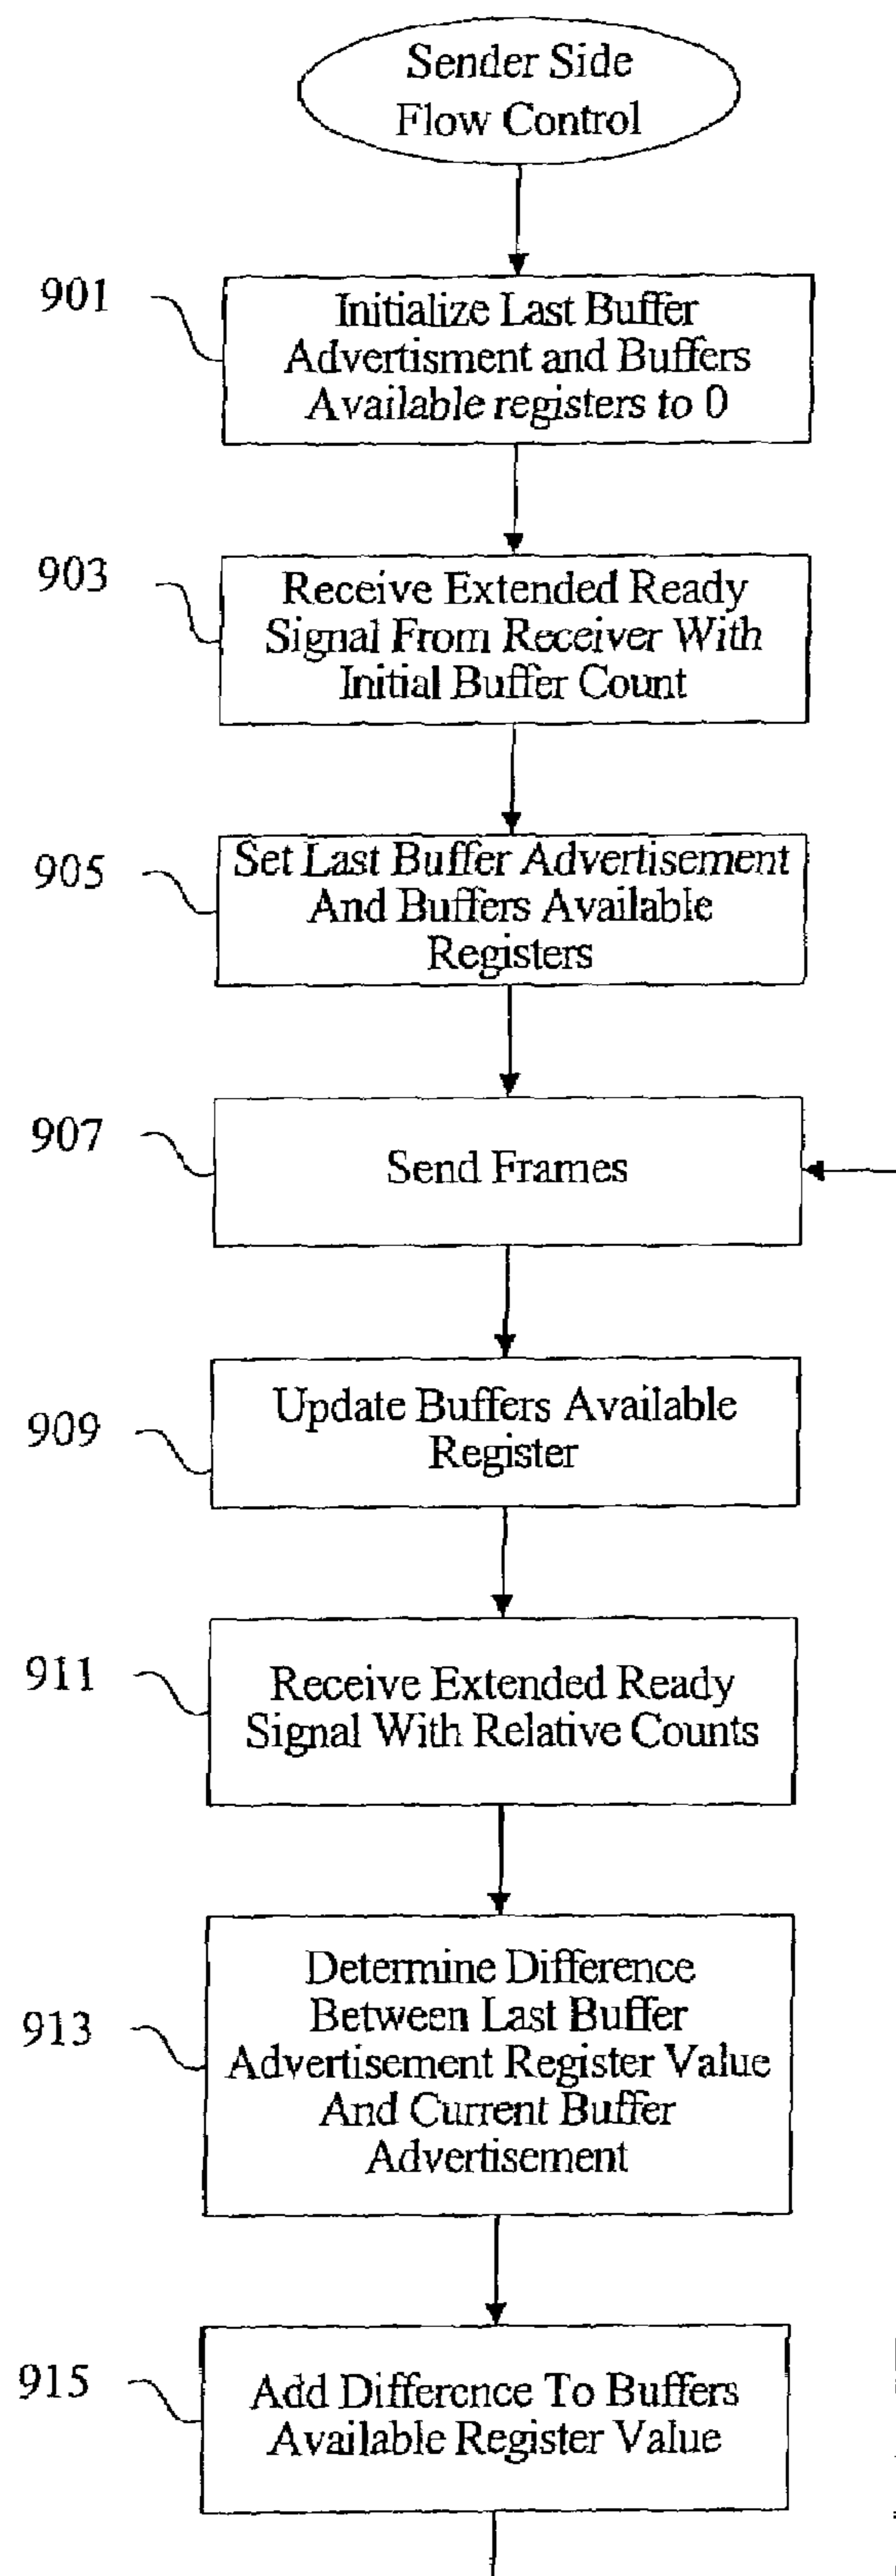 Sender Side
Flow Control
901
Initialize Last Buffer
Advertisment and Buffers
Available registers to 0
903
Receive Extended Ready
Signal From Receiver With
Initial Buffer Count
905
Set Last Buffer Advertisement
And Buffers Available
Registers
907
Send Frames
909
Update Buffers Available
Register
911
Receive Extended Ready
Signal With Relative Counts
913
Determine Difference
Between Last Buffer
Advertisement Register Value
And Current Buffer
Advertisement
915
Add Difference To Buffers
Available Register Value